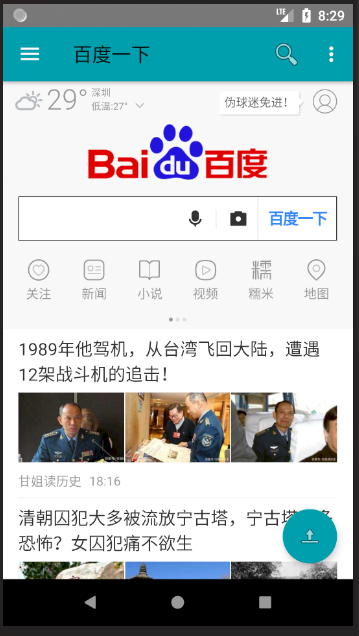 LTE 8:29
百度一下
29° 深圳
低温:27°
伪球迷免进！
Bai du 百度
百度一下
关注 新闻 小说 视频 糯米 地图
糯
1989年他驾机，从台湾飞回大陆，遭遇
12架战斗机的追击！
甘姐读历史 18:16
清朝囚犯大多被流放宁古塔，宁古塔
恐怖？女囚犯痛不欲生